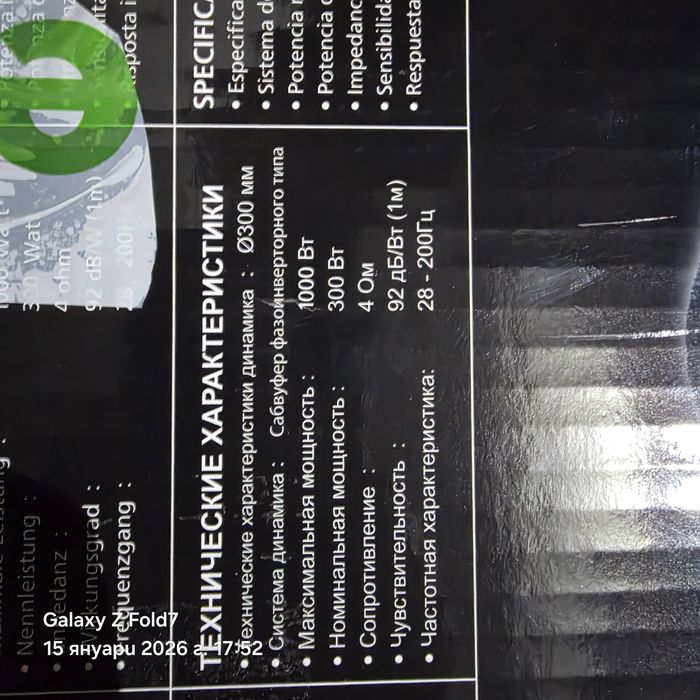 Nennleistung :
300 Watt
Impedanz :
4 ohm
Wirkungsgrad :
92 dB/W (1m)
Frequenzgang :
ТЕХНИЧЕСКИЕ ХАРАКТЕРИСТИКИ
• Технические характеристики динамика : Ø300 мм
• Система динамика : Сабвуфер фазоинверторного типа
• Максимальная мощность : 1000 Вт
• Номинальная мощность : 300 Вт
• Сопротивление : 4 Ом
• Чувствительность : 92 дБ/Вт (1м)
• Частотная характеристика: 28 - 200Гц
SPECIFICA
• Especifica
• Sistema d
• Potencia
• Potencia
• Impedanc
• Sensibilida
• Respuesta
Galaxy Z Fold7
15 януари 2026 г. 17:52